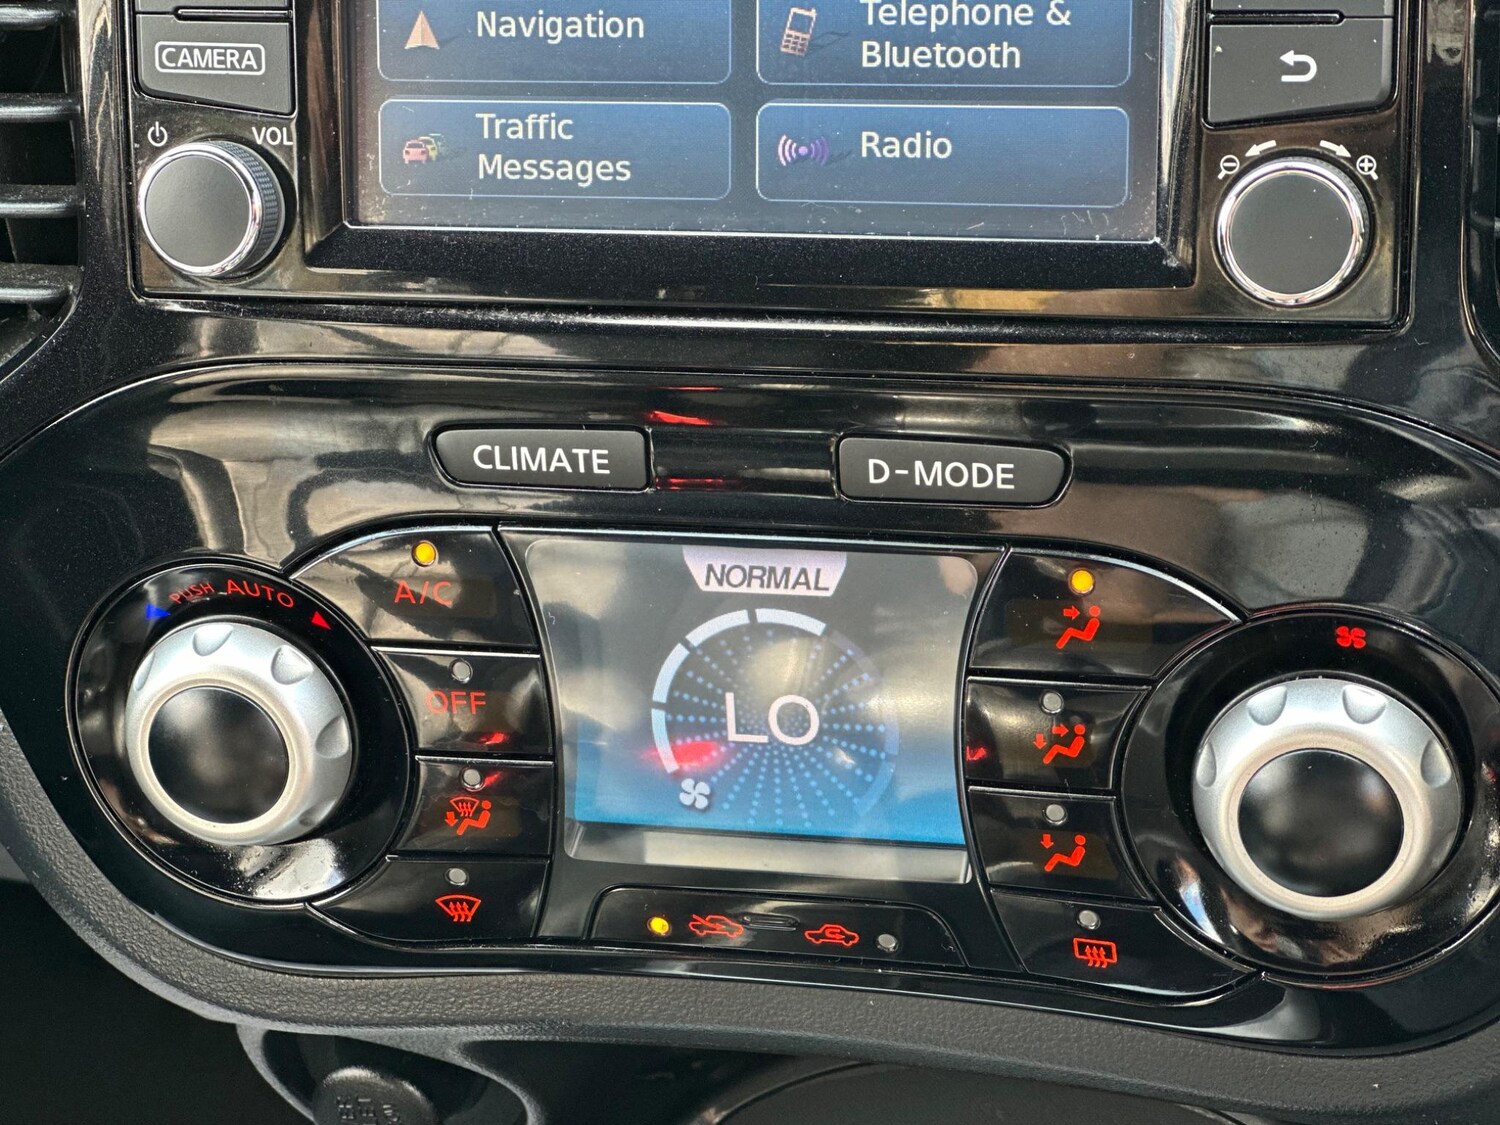 Navigation
Telephone &
Bluetooth
CAMERA
Traffic
Messages
Radio
VOL
CLIMATE
D-MODE
A/C
PUSH AUTO
NORMAL
OFF
LO